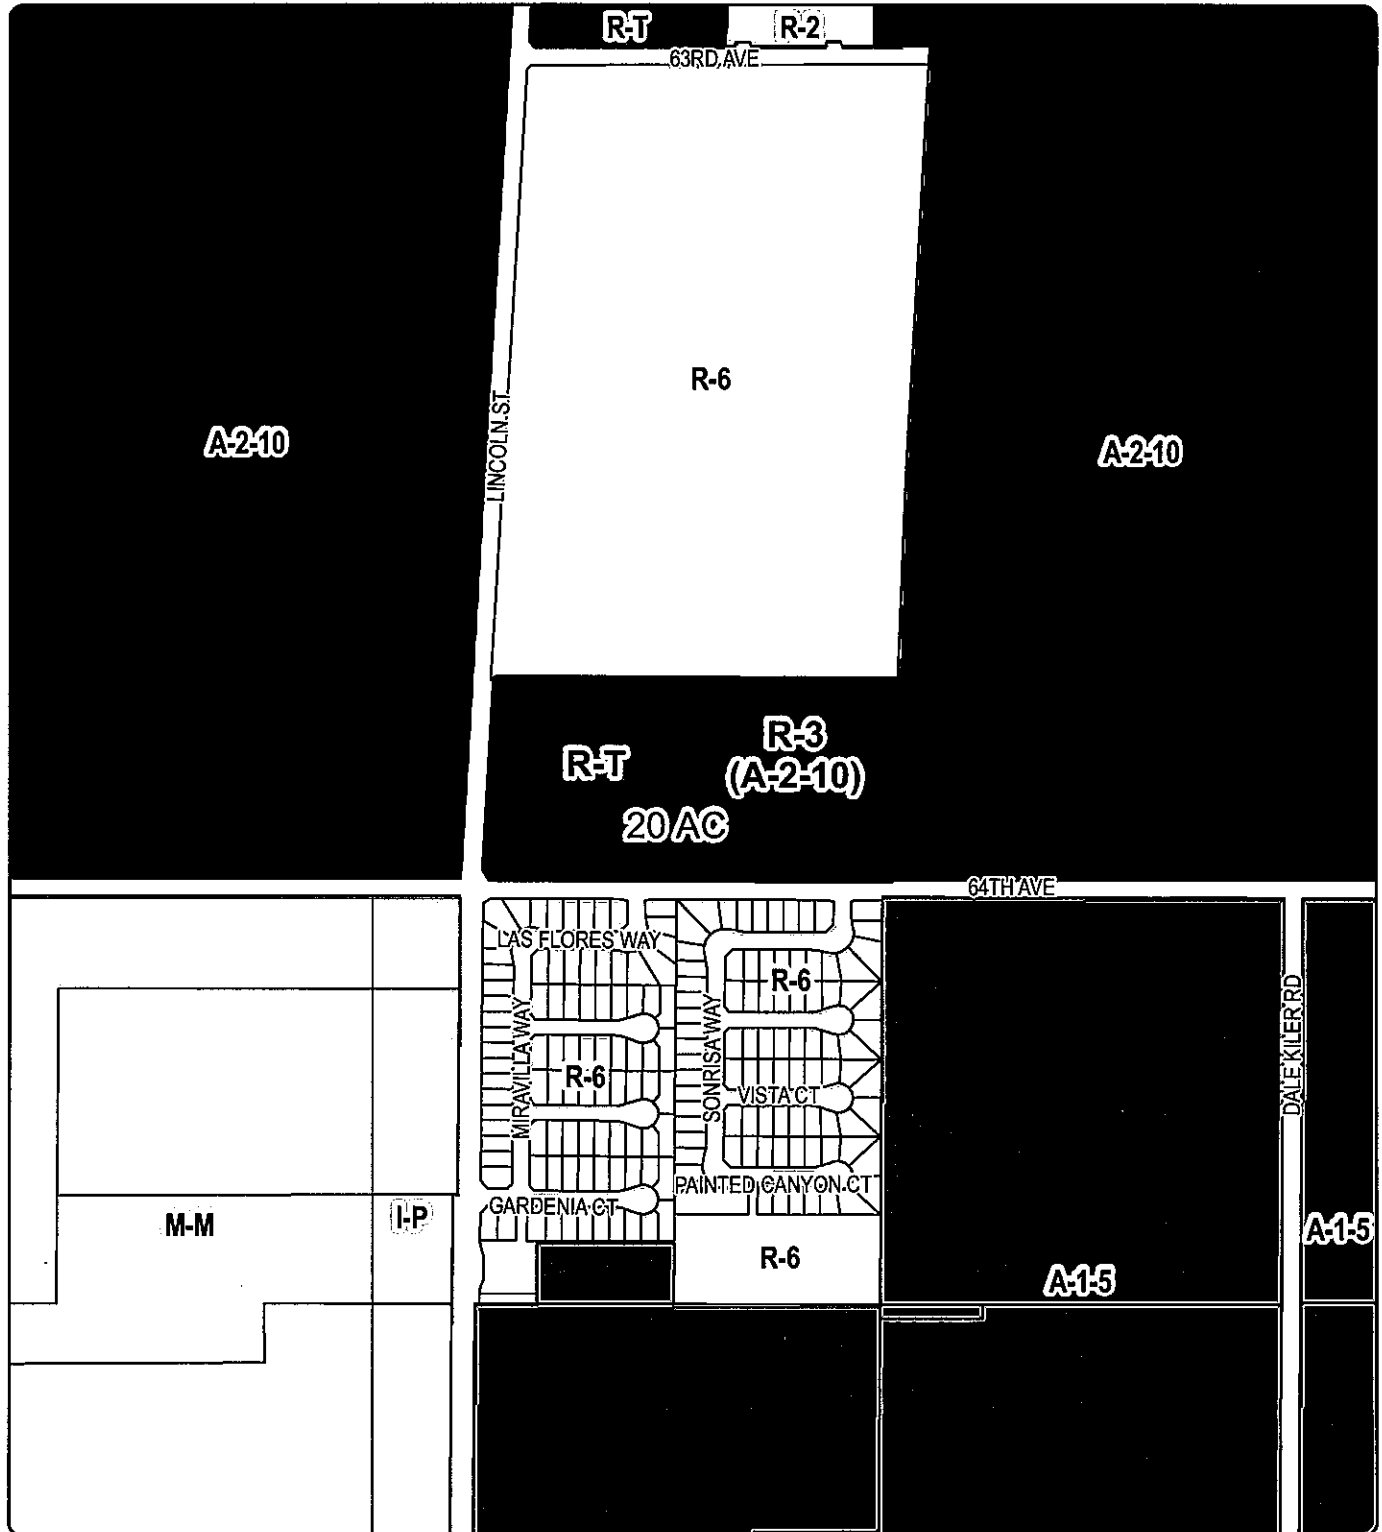 R-T
R-2
63RD AVE
R-6
LINCOLN ST
A-2-10
A-2-10
R-T
R-3
(A-2-10)
20 AC
64TH AVE
LAS FLORES WAY
R-6
MIRAVILLA WAY
SONRISA WAY
DALE KILER RD
R-6
VISTA CT
PAINTED CANYON CT
GARDENIA CT
M-M
I-P
A-1-5
R-6
A-1-5